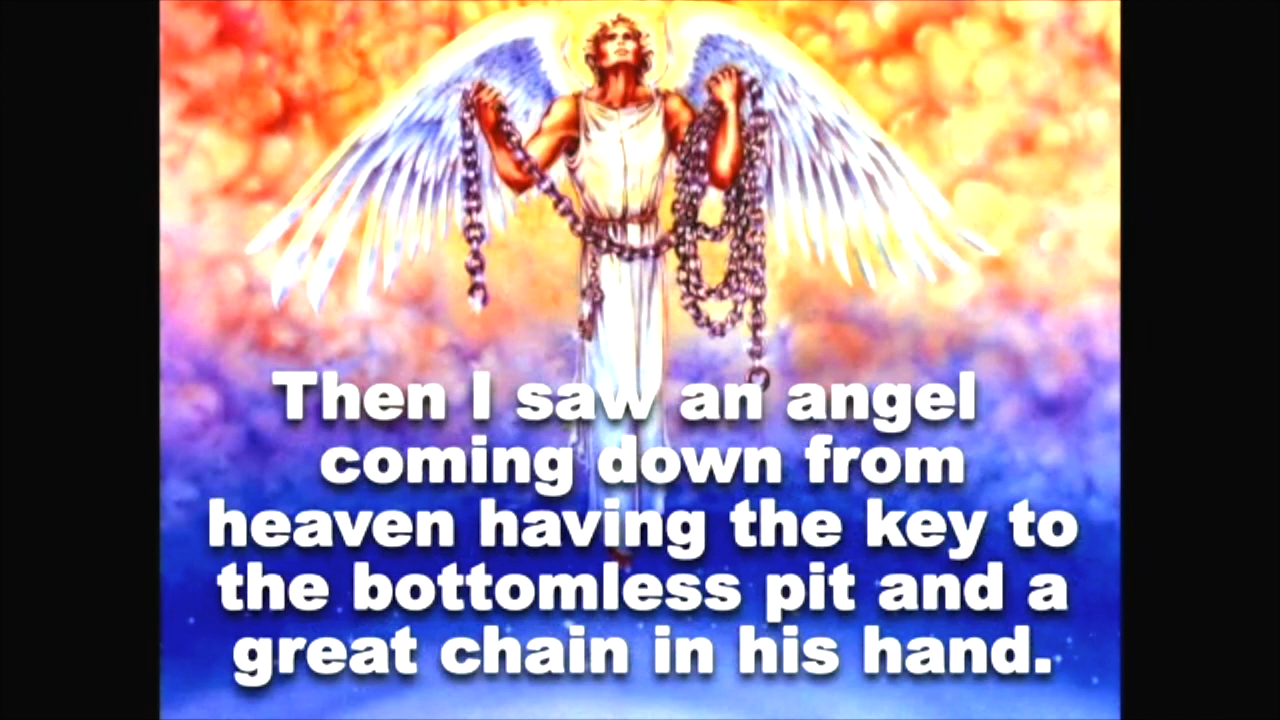 Then I saw an angel
coming down from
heaven having the key to
the bottomless pit and a
great chain in his hand.